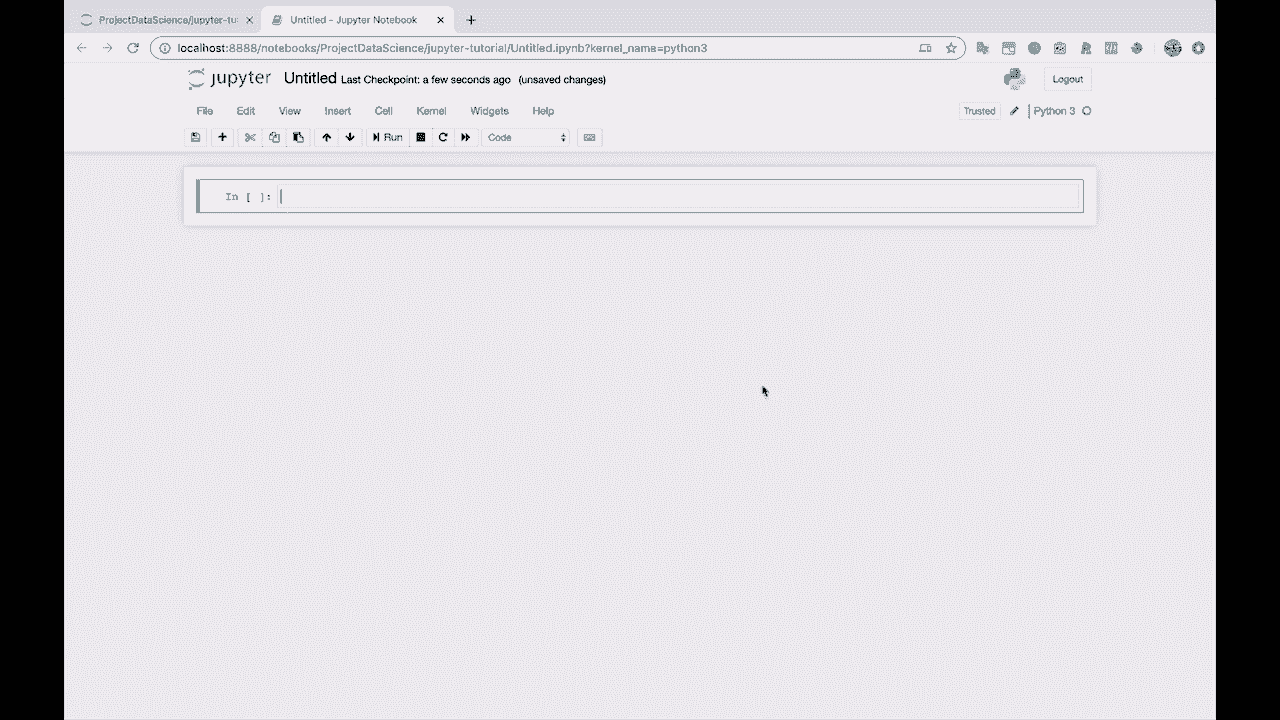 ProjectDataScience/jupyter-tu
Untitled - Jupyter Notebook
localhost:8888/notebooks/ProjectDataScience/jupyter-tutorial/Untitled.ipynb?kernel_name=python3
jupyter Untitled Last Checkpoint: a few seconds ago (unsaved changes)
Logout
File Edit View Insert Cell Kernel Widgets Help
Trusted Python 3
Run Code
In [ ]: